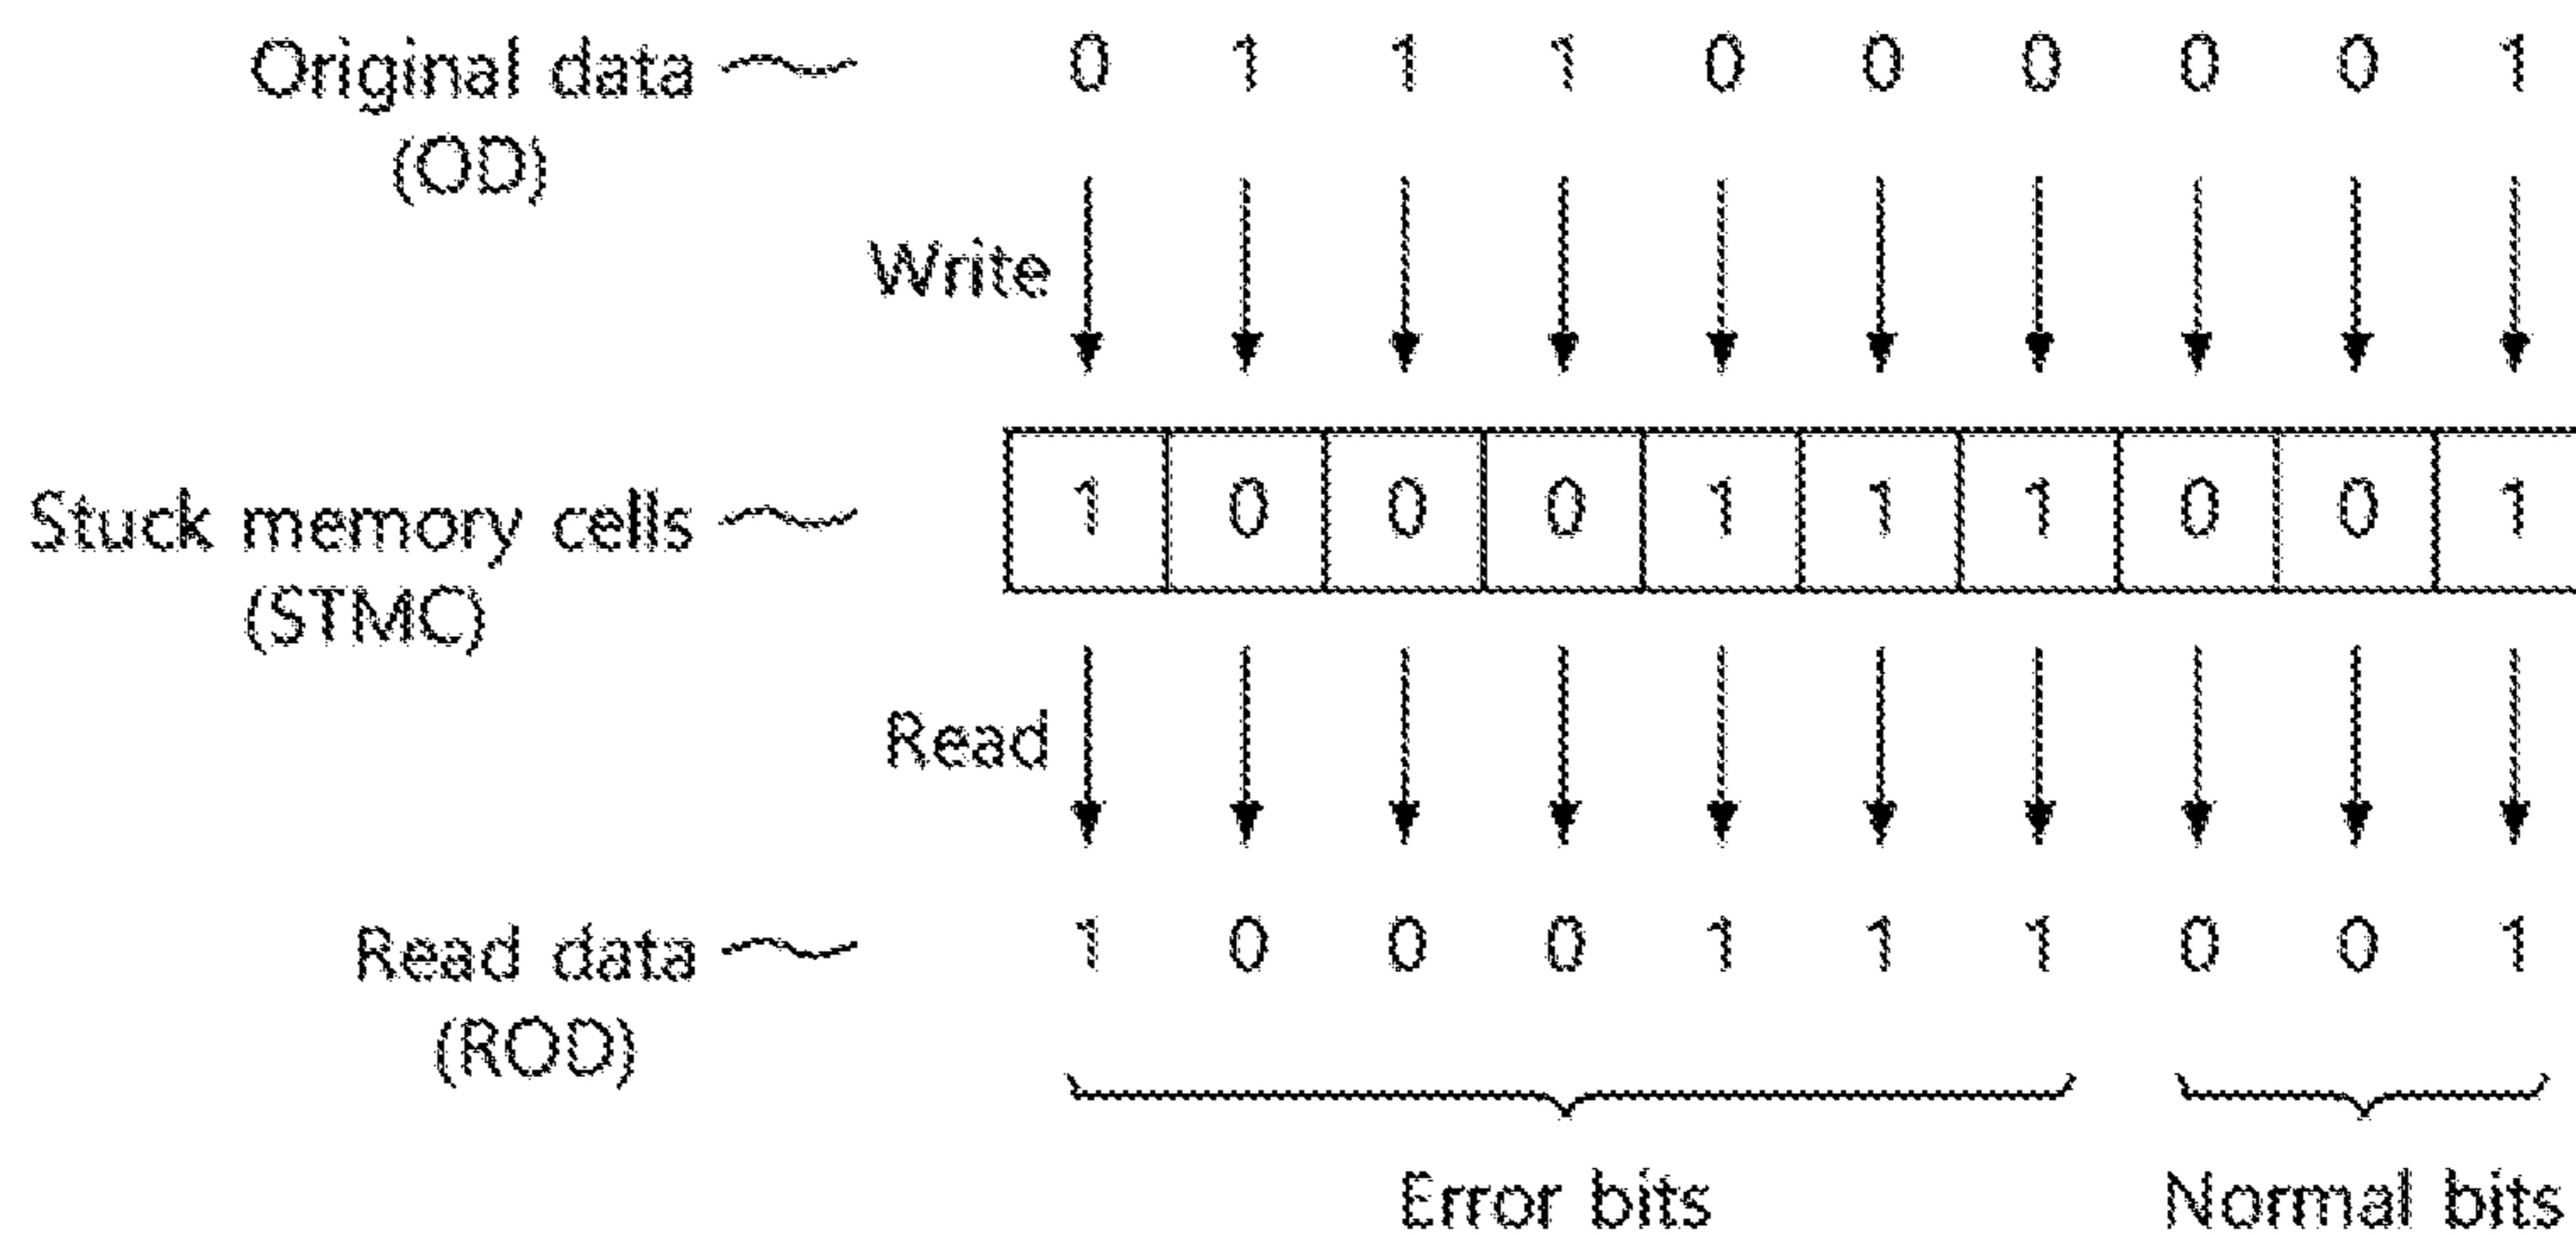 Original data 0 1 1 1 0 0 0 0 0 1
(OD)
Write
Stuck memory cells 1 0 0 0 1 1 1 0 0 1
(STMC)
Read
Read data 1 0 0 0 1 1 1 0 0 1
(ROD)
Error bits Normal bits